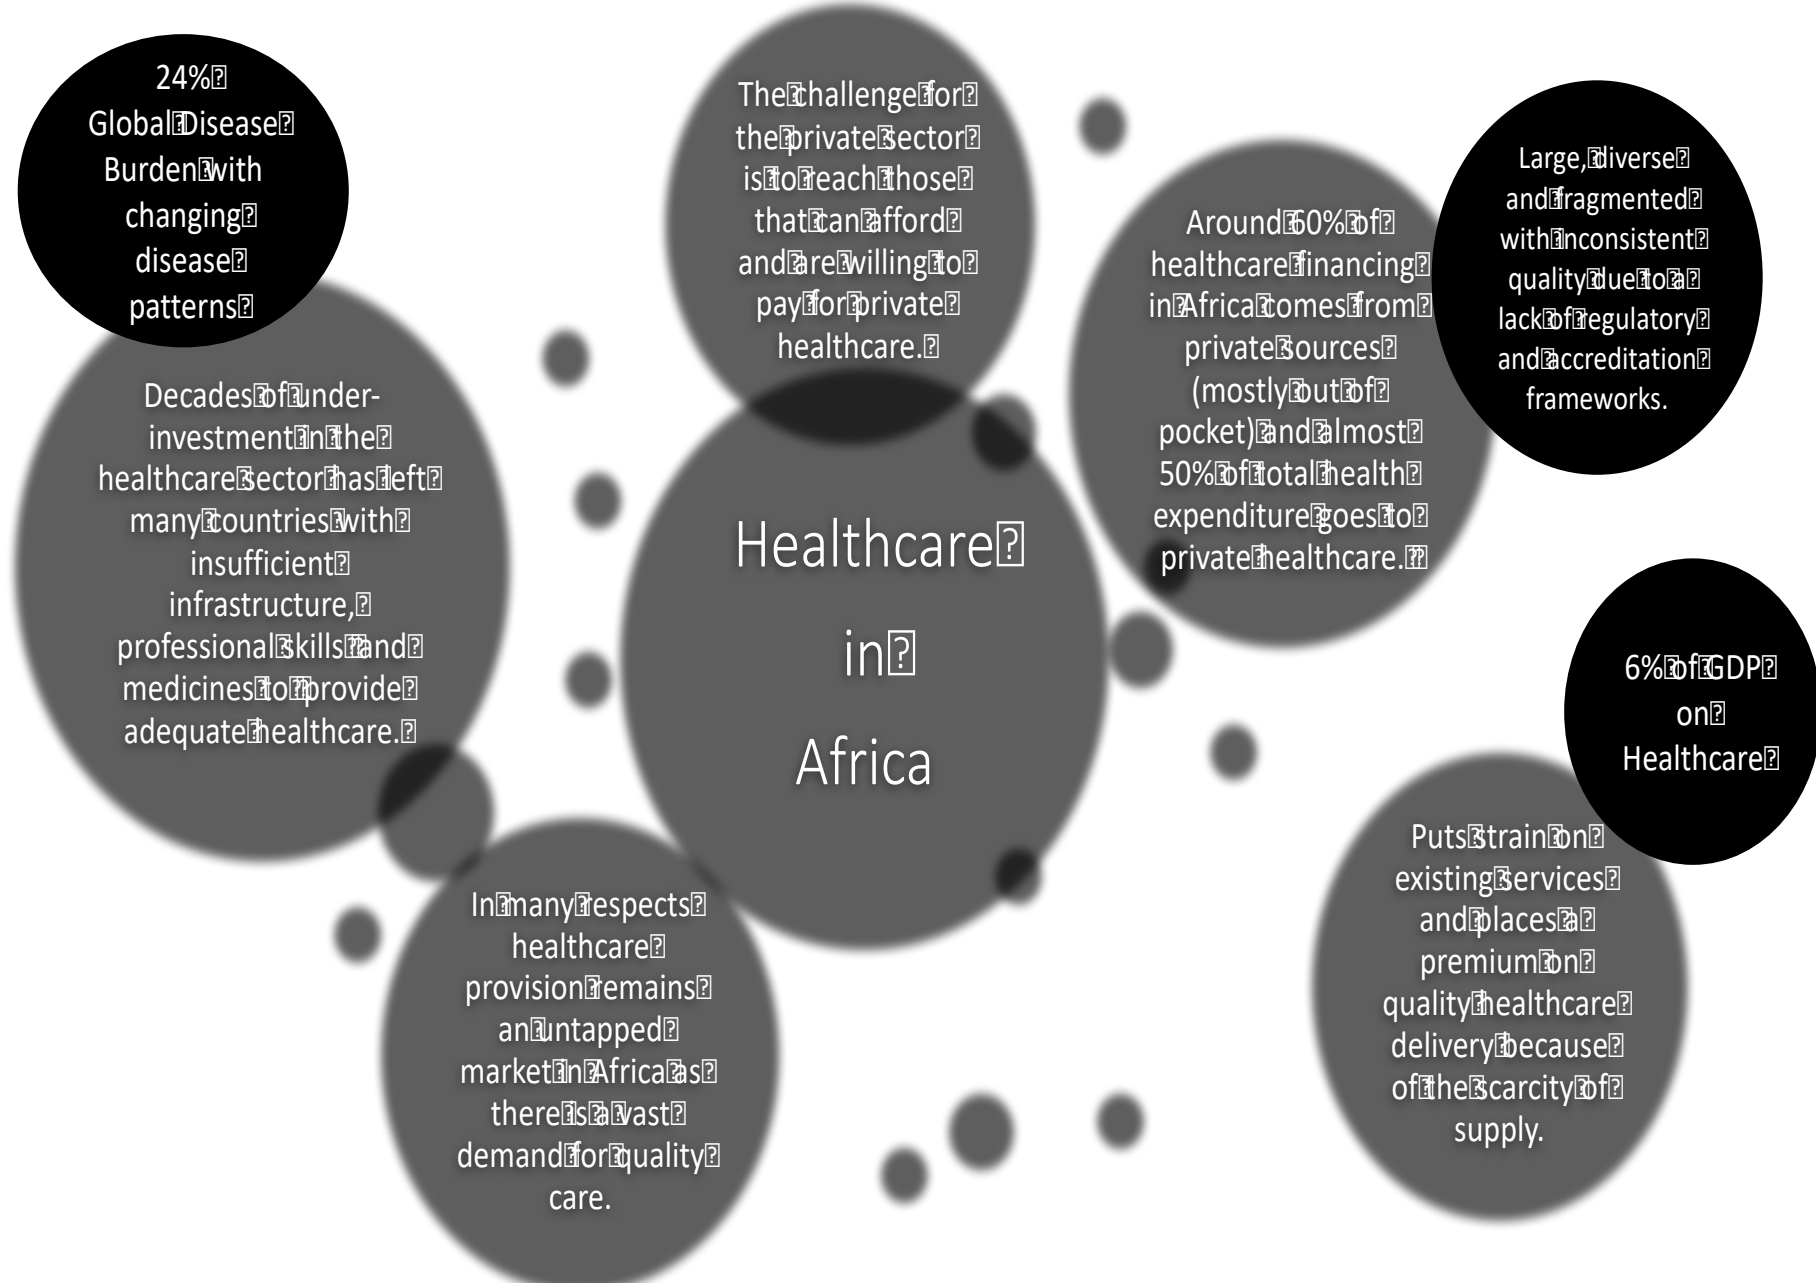 24%
Global Disease
Burden with
changing
disease
patterns
Decades of under-
investment in the
healthcare sector has left
many countries with
insufficient
infrastructure,
professional skills and
medicines to provide
adequate healthcare.
The challenge for
the private sector
is to reach those
that can afford
and are willing to
pay for private
healthcare.
Healthcare
in
Africa
In many respects
healthcare
provision remains
an untapped
market in Africa as
there is a vast
demand for quality
care.
Around 60% of
healthcare financing
in Africa comes from
private sources
(mostly out of
pocket) and almost
50% of total health
expenditure goes to
private healthcare.
Large, diverse
and fragmented
with inconsistent
quality due to a
lack of regulatory
and accreditation
frameworks.
6% of GDP
on
Healthcare
Puts strain on
existing services
and places a
premium on
quality healthcare
delivery because
of the scarcity of
supply.